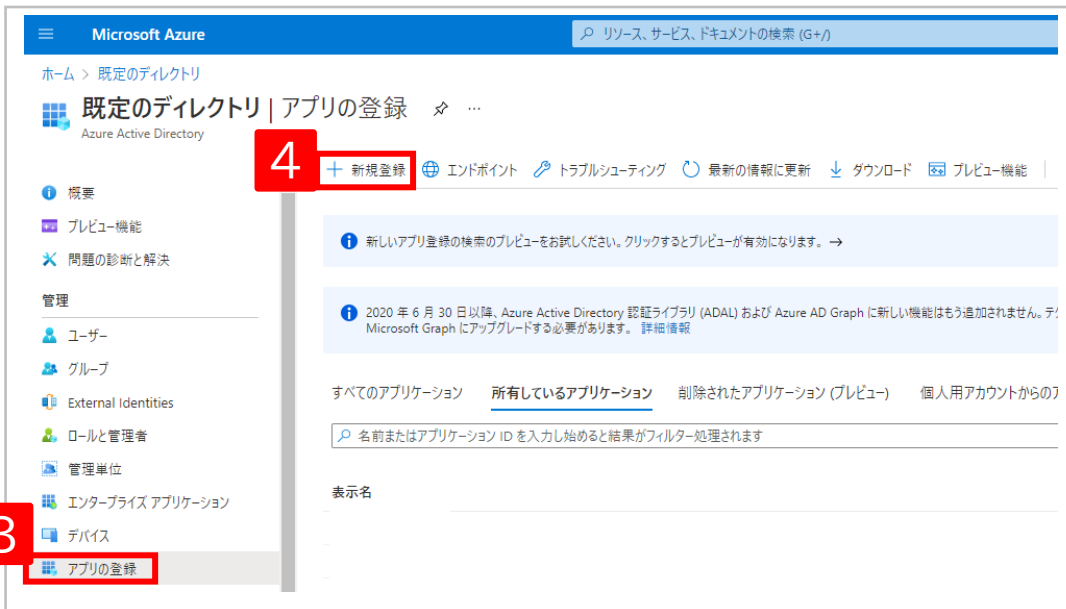 Microsoft Azure
リソース、サービス、ドキュメントの検索 (G+/)
ホーム > 既定のディレクトリ
既定のディレクトリ | アプリの登録 ...
Azure Active Directory
4
+ 新規登録 エンドポイント トラブルシューティング 最新の情報に更新 ダウンロード プレビュー機能
概要
プレビュー機能
問題の診断と解決
新しいアプリ登録の検索のプレビューをお試しください。クリックするとプレビューが有効になります。 →
管理
2020 年 6 月 30 日以降、Azure Active Directory 認証ライブラリ (ADAL) および Azure AD Graph に新しい機能はもう追加されません。テク
Microsoft Graph にアップグレードする必要があります。 詳細情報
ユーザー
グループ
External Identities
ロールと管理者
管理単位
エンタープライズ アプリケーション
デバイス
3
アプリの登録
すべてのアプリケーション 所有しているアプリケーション 削除されたアプリケーション (プレビュー) 個人用アカウントからのア
名前またはアプリケーション ID を入力し始めると結果がフィルター処理されます
表示名